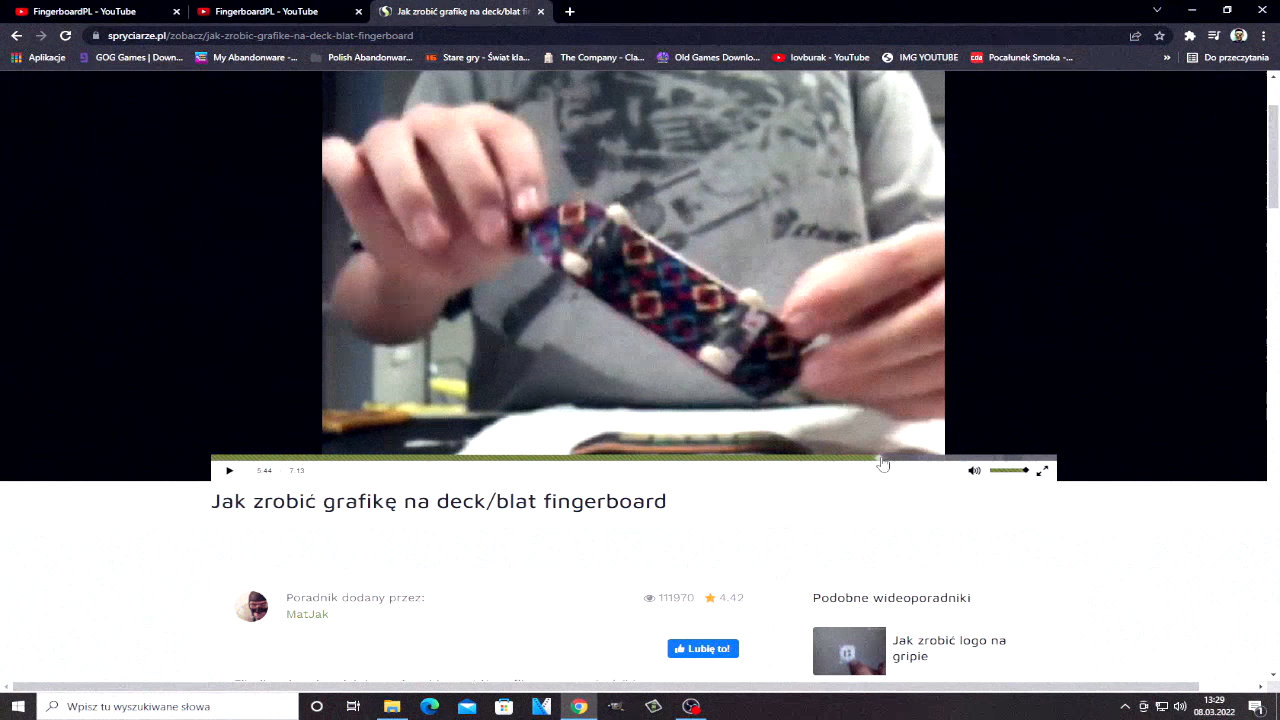 FingerboardPL - YouTube
FingerboardPL - YouTube
Jak zrobić grafikę na deck/blat fi
spryciarze.pl/zobacz/jak-zrobic-grafike-na-deck-blat-fingerboard
Aplikacje
GOG Games | Down...
My Abandonware -...
Polish Abandonwar...
Stare gry - Świat kla...
The Company - Cla...
Old Games Downlo...
lovburak - YouTube
IMG YOUTUBE
Pocałunek Smoka -...
»
Do przeczytania
5:44
7:13
Jak zrobić grafikę na deck/blat fingerboard
Poradnik dodany przez:
MatJak
111970
4.42
Lubię to!
Podobne wideoporadniki
Jak zrobić logo na
gripie
Wpisz tu wyszukiwane słowa
13:29
08.03.2022